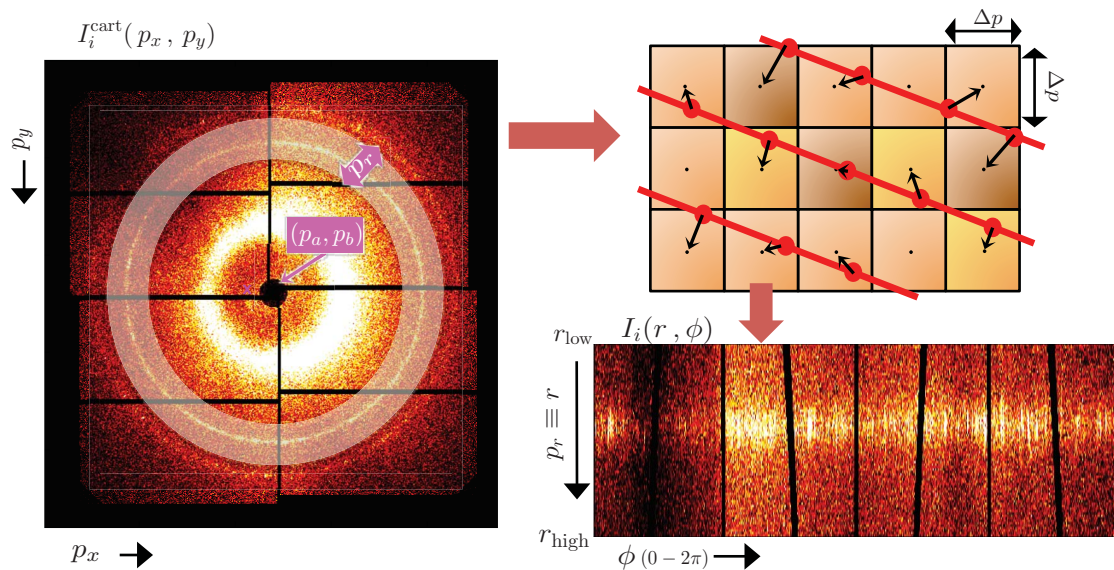 I_i^cart( p_x , p_y)
p_y
p_r
(p_a, p_b)
p_x
Δp
Δp
I_i(r , ϕ)
r_low
p_r ≡ r
r_high
ϕ (0 − 2π)